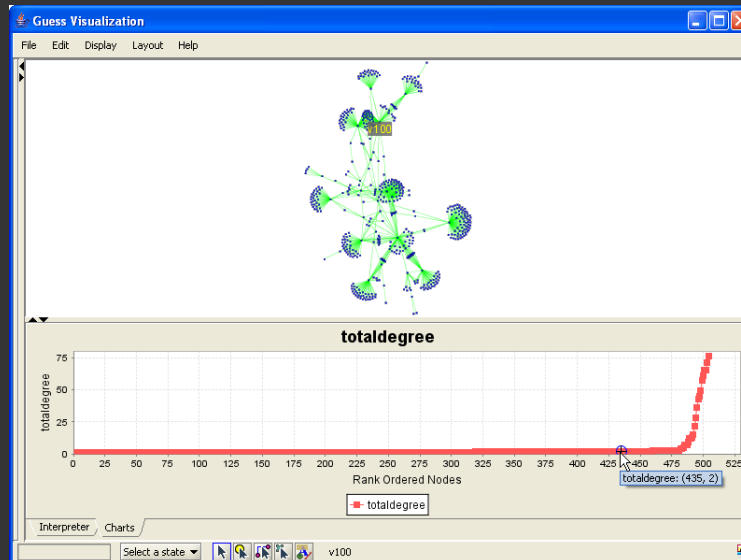 Guess Visualization
File Edit Display Layout Help
v100
totaldegree
75
50
25
0
totaldegree
0 25 50 75 100 125 150 175 200 225 250 275 300 325 350 375 400 425 450 475 500 525
totaldegree: (435, 2)
Rank Ordered Nodes
totaldegree
Interpreter Charts
Select a state v100